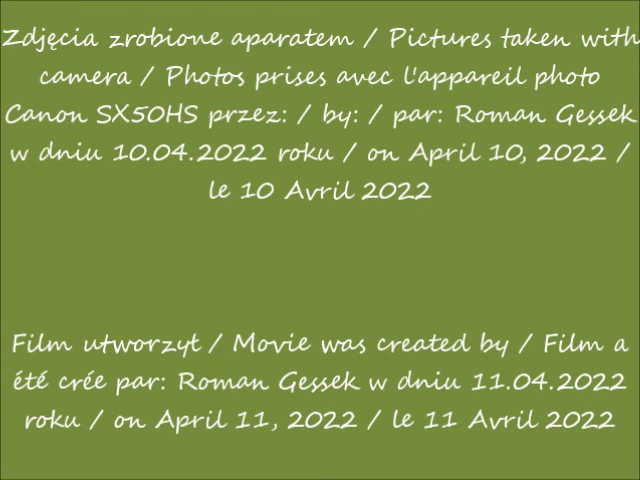 Zdjęcia zrobione aparatem / Pictures taken with
camera / Photos prises avec l'appareil photo
Canon SX50HS przez: / by: / par: Roman Gessek
w dniu 10.04.2022 roku / on April 10, 2022 /
le 10 Avril 2022
Film utworzył / Movie was created by / Film a
été crée par: Roman Gessek w dniu 11.04.2022
roku / on April 11, 2022 / le 11 Avril 2022